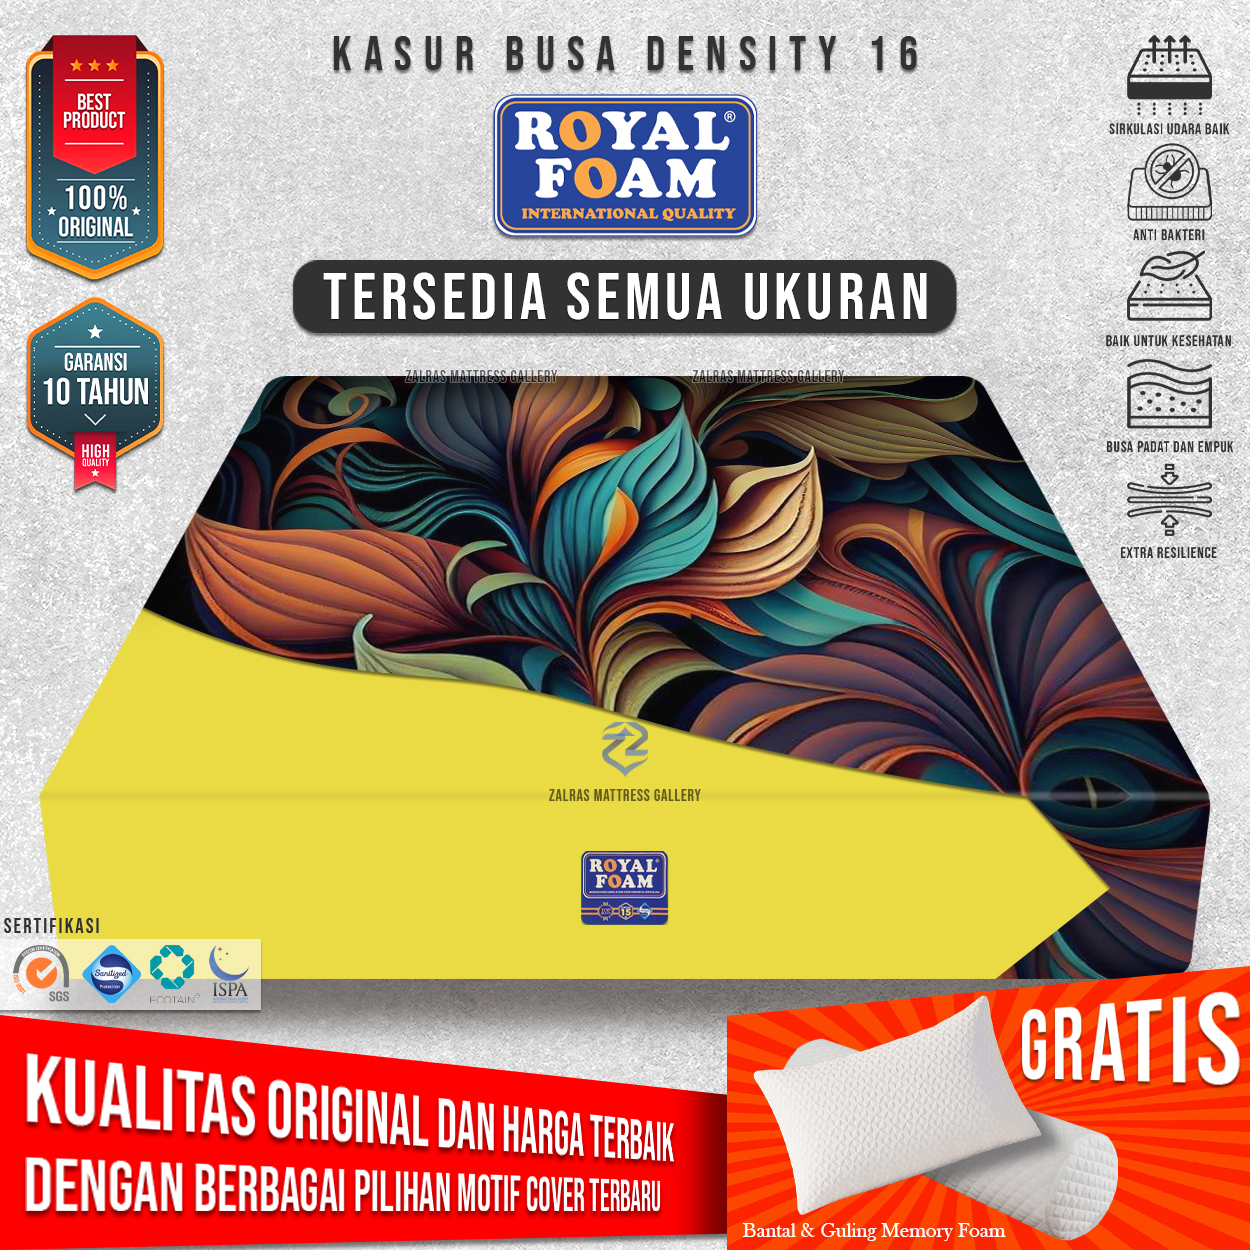 KASUR BUSA DENSITY 16
ROYAL®
FOAM
INTERNATIONAL QUALITY
TERSEDIA SEMUA UKURAN
BEST
PRODUCT
100%
ORIGINAL
GARANSI
10 TAHUN
HIGH
QUALITY
SIRKULASI UDARA BAIK
ANTI BAKTERI
BAIK UNTUK KESEHATAN
BUSA PADAT DAN EMPUK
EXTRA RESILIENCE
ZALRAS MATTRESS GALLERY
ZALRAS MATTRESS GALLERY
ZALRAS MATTRESS GALLERY
ROYAL
FOAM
15
SERTIFIKASI
SGS
Sanitized
Protection
ECOTAIN®
ISPA
KUALITAS ORIGINAL DAN HARGA TERBAIK
DENGAN BERBAGAI PILIHAN MOTIF COVER TERBARU
GRATIS
Bantal & Guling Memory Foam